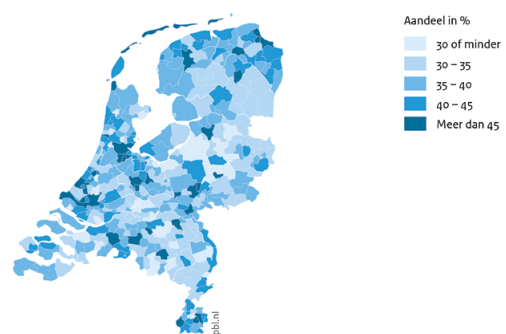 Aandeel in %
30 of minder
30 – 35
35 – 40
40 – 45
Meer dan 45
pbl.nl